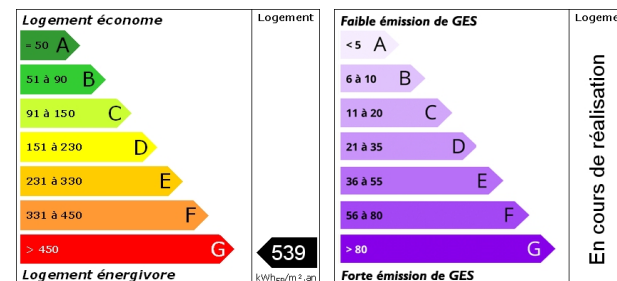 Logement économe
Logement
= 50 A
51 à 90 B
91 à 150 C
151 à 230 D
231 à 330 E
331 à 450 F
> 450 G
539
kWhEP/m².an
Logement énergivore
Faible émission de GES
Logeme
< 5 A
6 à 10 B
11 à 20 C
21 à 35 D
36 à 55 E
56 à 80 F
> 80 G
Forte émission de GES
En cours de réalisation